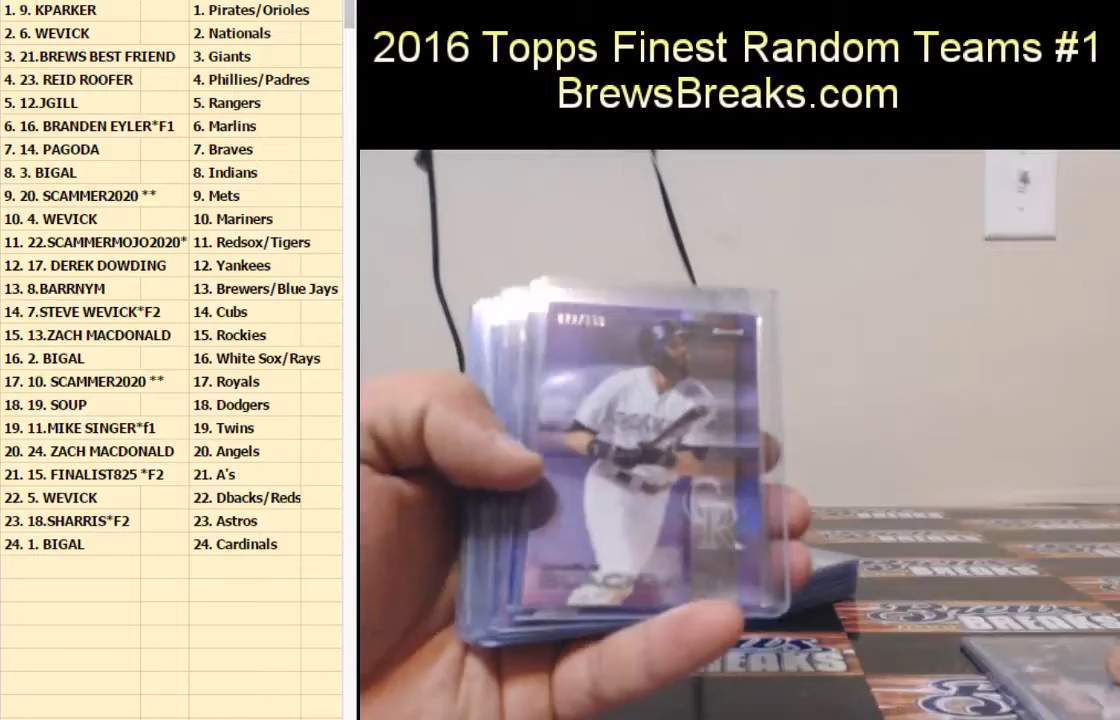 1. 9. KPARKER 1. Pirates/Orioles
2. 6. WEVICK 2. Nationals
3. 21.BREWS BEST FRIEND 3. Giants
4. 23. REID ROOFER 4. Phillies/Padres
5. 12.JGILL 5. Rangers
6. 16. BRANDEN EYLER*F1 6. Marlins
7. 14. PAGODA 7. Braves
8. 3. BIGAL 8. Indians
9. 20. SCAMMER2020 ** 9. Mets
10. 4. WEVICK 10. Mariners
11. 22.SCAMMERMOJO2020* 11. Redsox/Tigers
12. 17. DEREK DOWDING 12. Yankees
13. 8.BARRNYM 13. Brewers/Blue Jays
14. 7.STEVE WEVICK*F2 14. Cubs
15. 13.ZACH MACDONALD 15. Rockies
16. 2. BIGAL 16. White Sox/Rays
17. 10. SCAMMER2020 ** 17. Royals
18. 19. SOUP 18. Dodgers
19. 11.MIKE SINGER*f1 19. Twins
20. 24. ZACH MACDONALD 20. Angels
21. 15. FINALIST825 *F2 21. A's
22. 5. WEVICK 22. Dbacks/Reds
23. 18.SHARRIS*F2 23. Astros
24. 1. BIGAL 24. Cardinals
2016 Topps Finest Random Teams #1
BrewsBreaks.com
CR
BREAKS
BREAKS